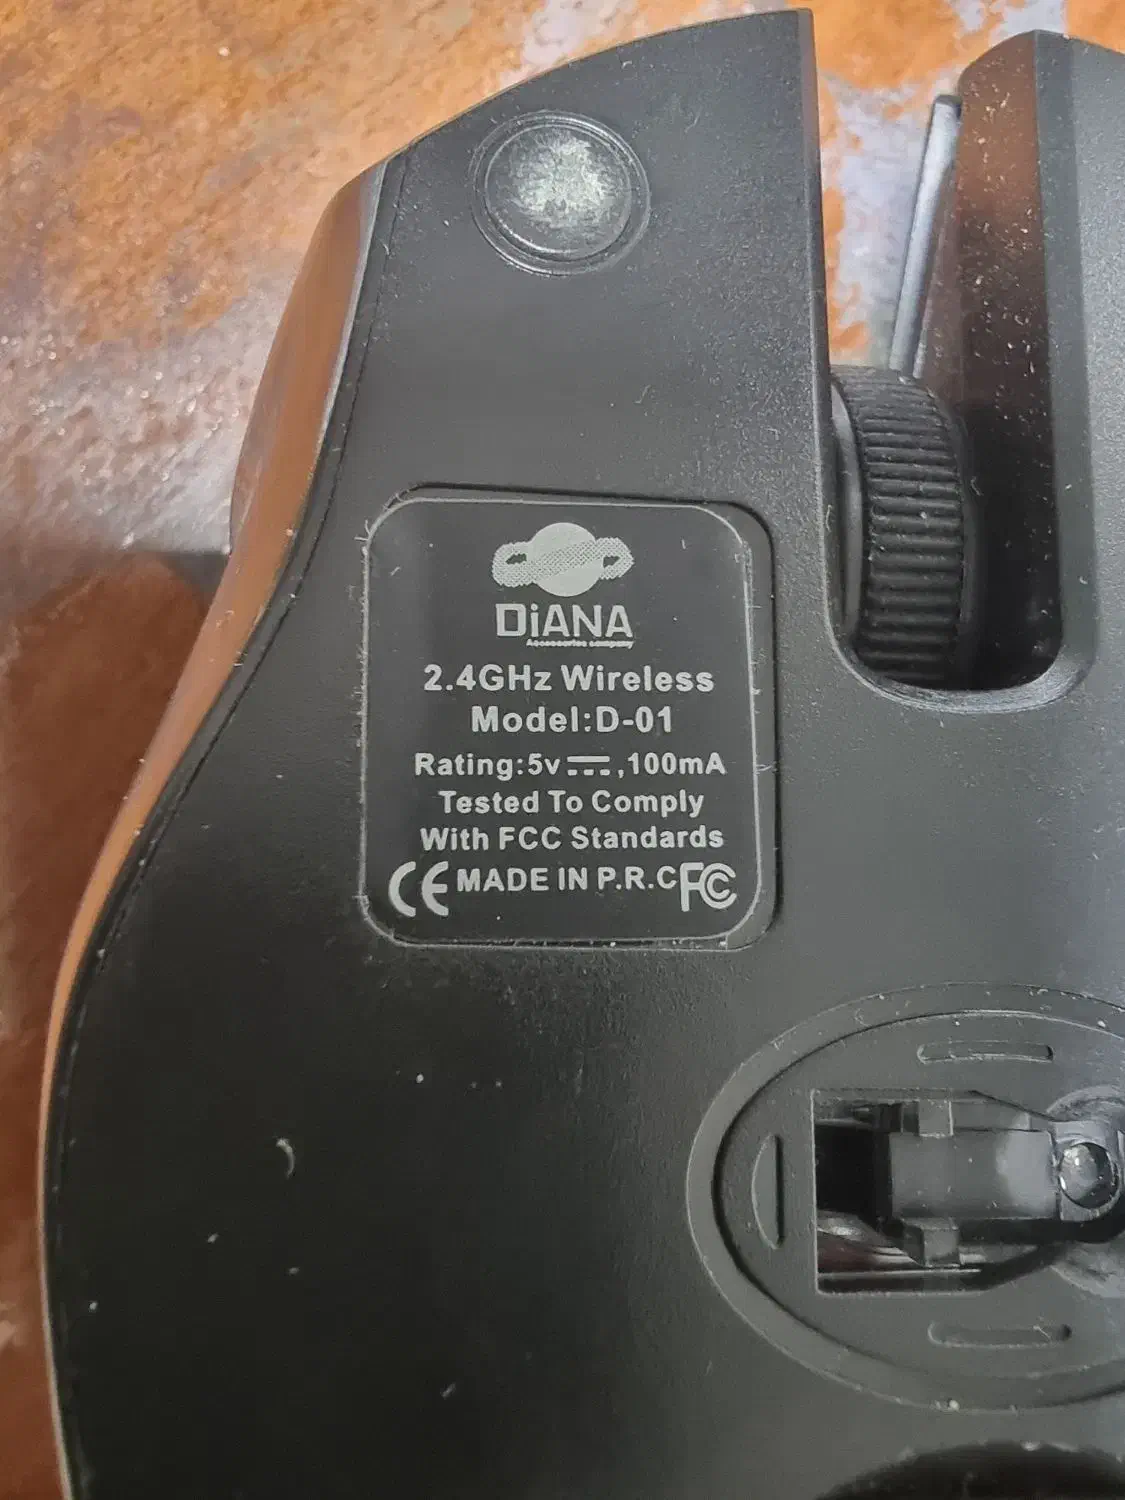 DiANA
Accessories company
2.4GHz Wireless
Model:D-01
Rating:5v⎓,100mA
Tested To Comply
With FCC Standards
CE MADE IN P.R.C FC